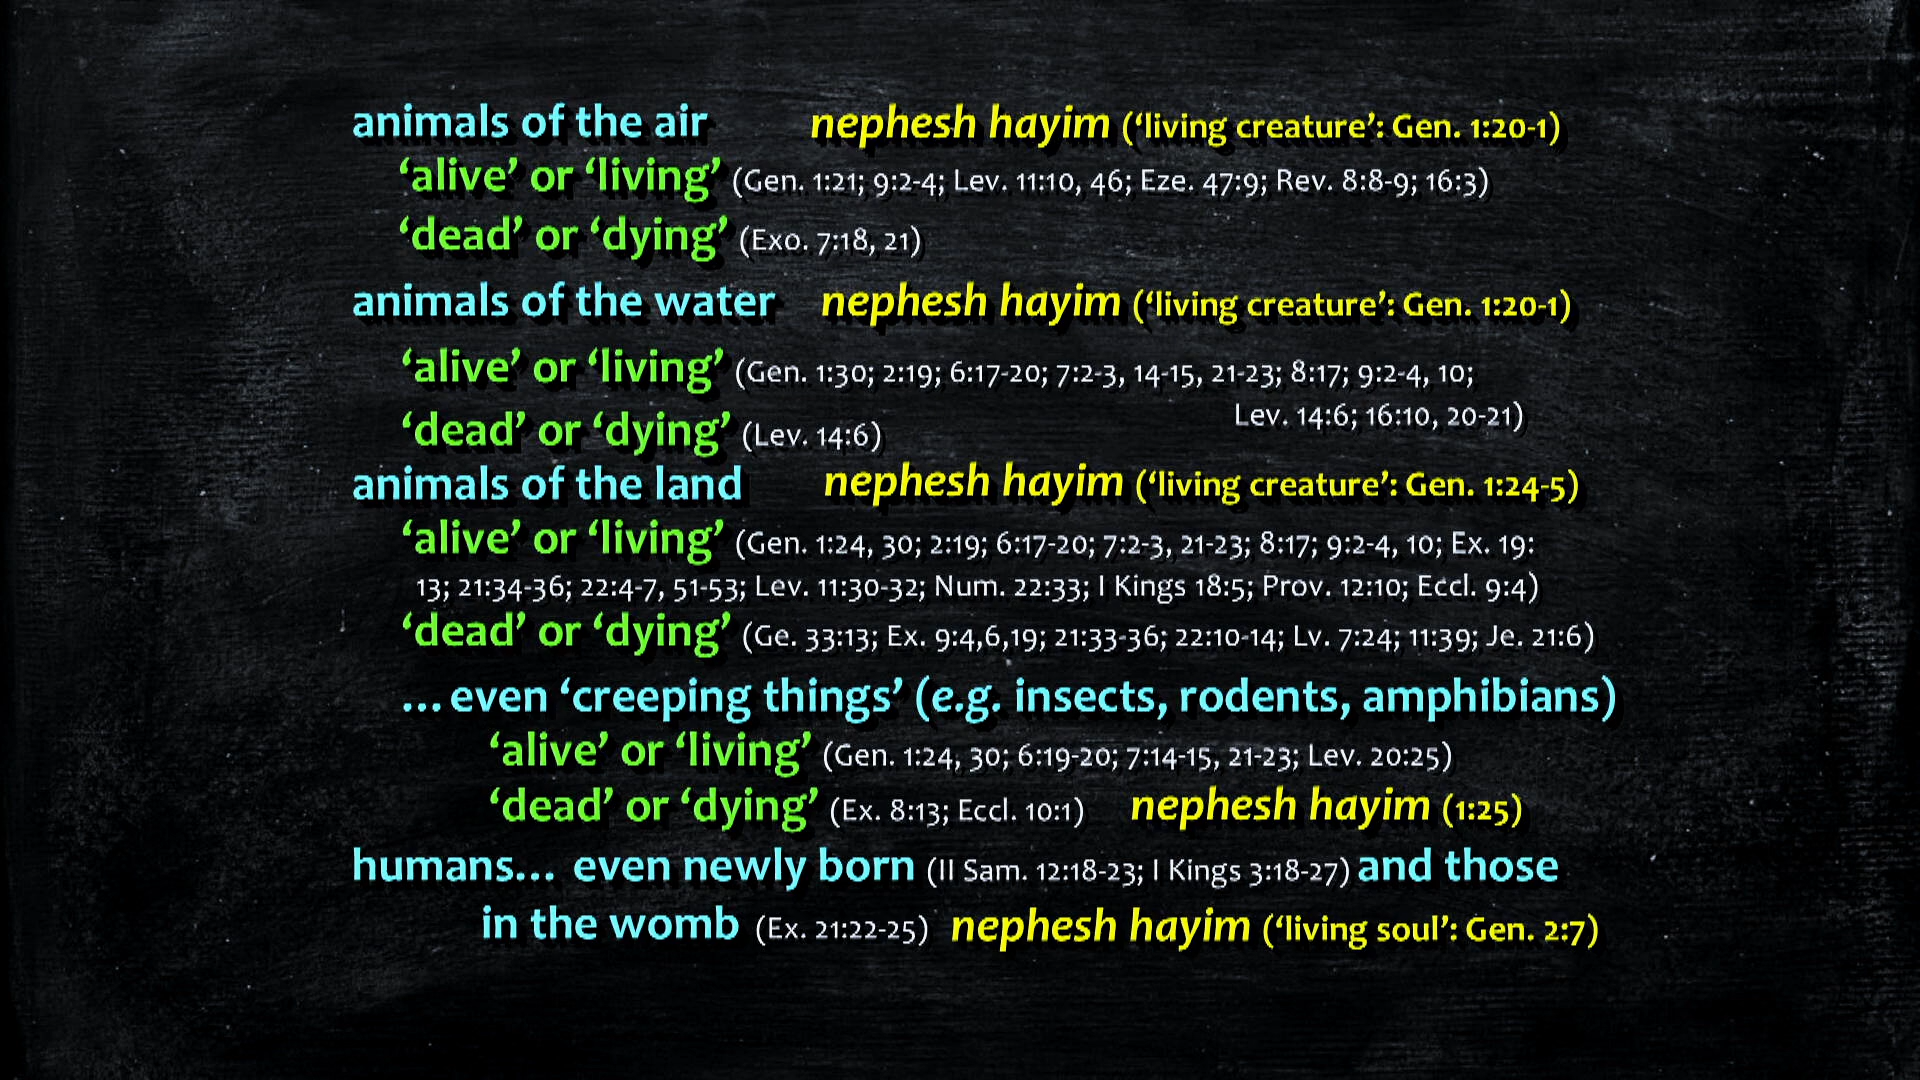 animals of the air nephesh hayim (‘living creature’: Gen. 1:20-1)
‘alive’ or ‘living’ (Gen. 1:21; 9:2-4; Lev. 11:10, 46; Eze. 47:9; Rev. 8:8-9; 16:3)
‘dead’ or ‘dying’ (Exo. 7:18, 21)
animals of the water nephesh hayim (‘living creature’: Gen. 1:20-1)
‘alive’ or ‘living’ (Gen. 1:30; 2:19; 6:17-20; 7:2-3, 14-15, 21-23; 8:17; 9:2-4, 10;
Lev. 14:6; 16:10, 20-21)
‘dead’ or ‘dying’ (Lev. 14:6)
animals of the land nephesh hayim (‘living creature’: Gen. 1:24-5)
‘alive’ or ‘living’ (Gen. 1:24, 30; 2:19; 6:17-20; 7:2-3, 21-23; 8:17; 9:2-4, 10; Ex. 19:
13; 21:34-36; 22:4-7, 51-53; Lev. 11:30-32; Num. 22:33; I Kings 18:5; Prov. 12:10; Eccl. 9:4)
‘dead’ or ‘dying’ (Ge. 33:13; Ex. 9:4,6,19; 21:33-36; 22:10-14; Lv. 7:24; 11:39; Je. 21:6)
...even ‘creeping things’ (e.g. insects, rodents, amphibians)
‘alive’ or ‘living’ (Gen. 1:24, 30; 6:19-20; 7:14-15, 21-23; Lev. 20:25)
‘dead’ or ‘dying’ (Ex. 8:13; Eccl. 10:1) nephesh hayim (1:25)
humans... even newly born (II Sam. 12:18-23; I Kings 3:18-27) and those
in the womb (Ex. 21:22-25) nephesh hayim (‘living soul’: Gen. 2:7)